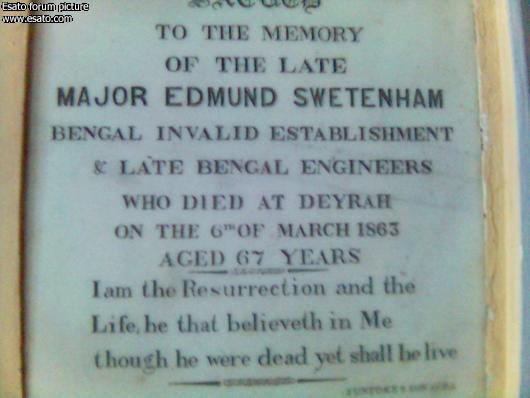 Esato forum picture
www.esato.com
SACRED
TO THE MEMORY
OF THE LATE
MAJOR EDMUND SWETENHAM
BENGAL INVALID ESTABLISHMENT
& LATE BENGAL ENGINEERS
WHO DIED AT DEYRAH
ON THE 6TH OF MARCH 1863
AGED 67 YEARS
I am the Resurrection and the
Life, he that believeth in Me
though he were dead yet shall he live